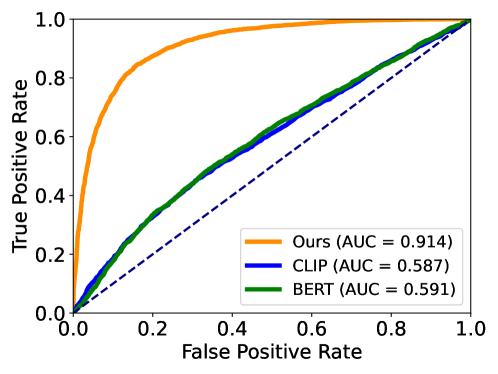 1.0
0.8
0.6
0.4
0.2
0.0
True Positive Rate
Ours (AUC = 0.914)
CLIP (AUC = 0.587)
BERT (AUC = 0.591)
0.0 0.2 0.4 0.6 0.8 1.0
False Positive Rate